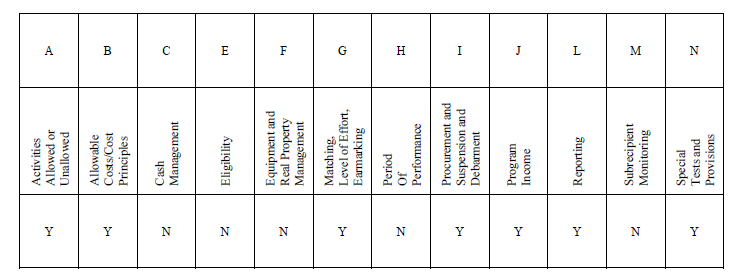 A B C E F G H I J L M N
Activities
Allowed or
Unallowed
Allowable
Costs/Cost
Principles
Cash
Management
Eligibility
Equipment and
Real Property
Management
Matching,
Level of Effort,
Earmarking
Period
Of
Performance
Procurement and
Suspension and
Debarment
Program
Income
Reporting
Subrecipient
Monitoring
Special
Tests and
Provisions
Y Y N N N Y N Y Y Y N Y